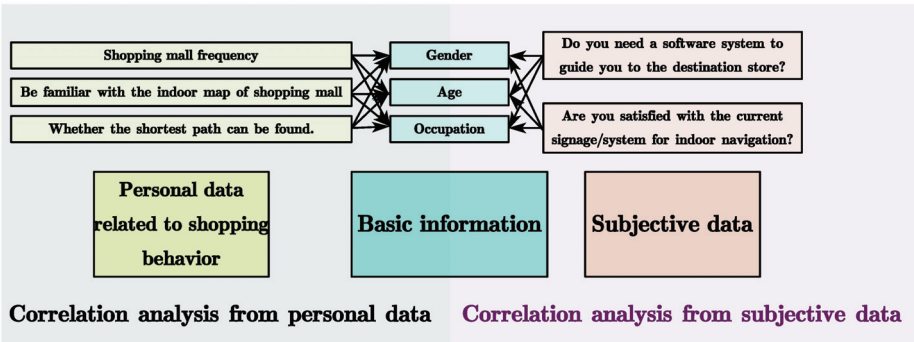 Shopping mall frequency
Be familiar with the indoor map of shopping mall
Whether the shortest path can be found.
Gender
Age
Occupation
Do you need a software system to
guide you to the destination store?
Are you satisfied with the current
signage/system for indoor navigation?
Personal data
related to shopping
behavior
Basic information
Subjective data
Correlation analysis from personal data
Correlation analysis from subjective data